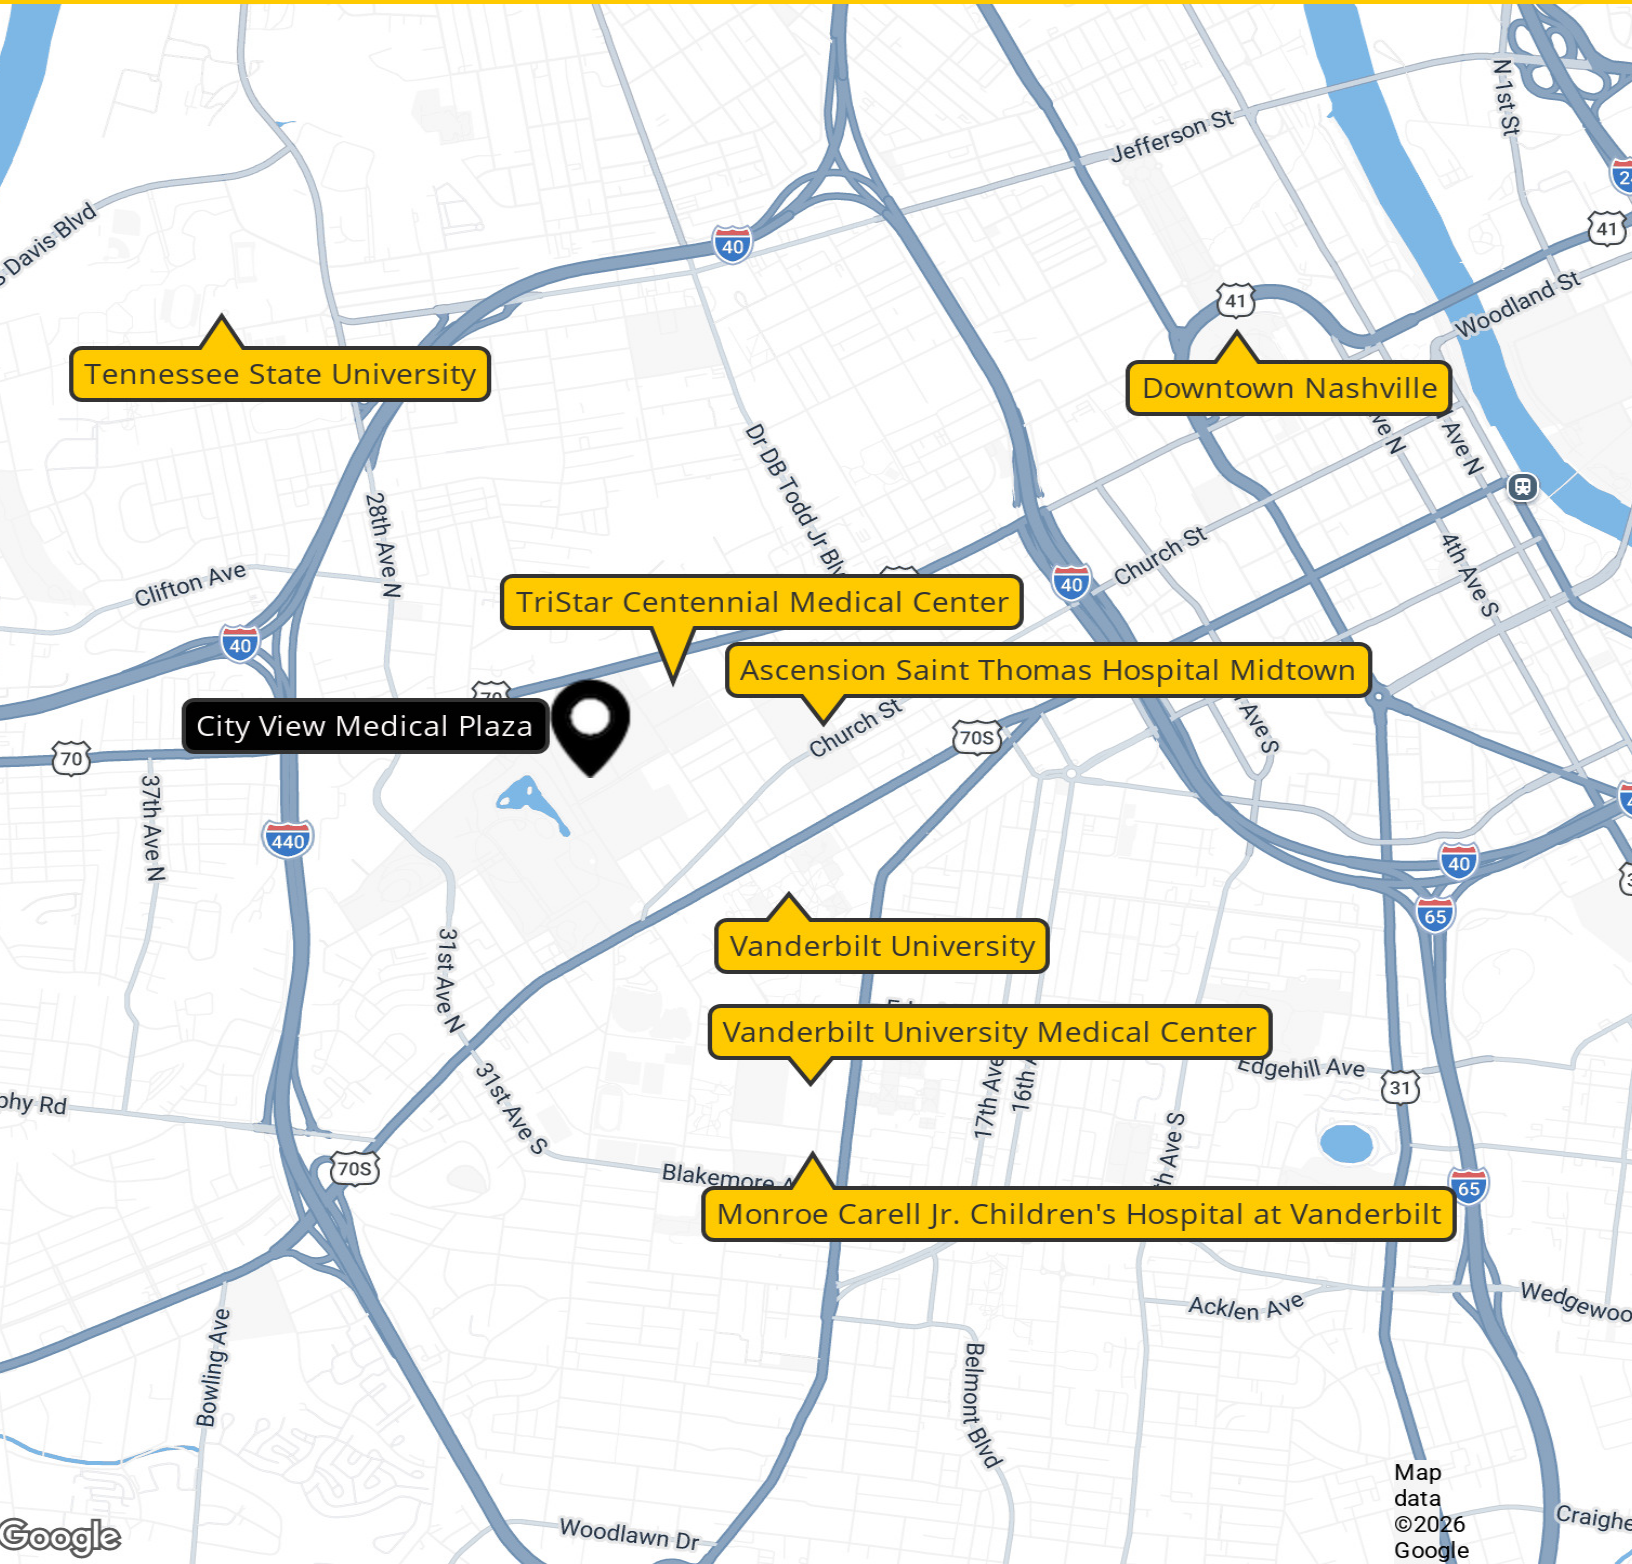 N 1st St
Jefferson St
41
40
41
Davis Blvd
Woodland St
Tennessee State University
Downtown Nashville
Ave N
Dr DB Todd Jr
28th Ave N
4th Ave S
Church St
Clifton Ave
40
TriStar Centennial Medical Center
40
Ascension Saint Thomas Hospital Midtown
70
City View Medical Plaza
Church St
70S
Ave S
70
37th Ave N
440
40
65
31st Ave N
Vanderbilt University
Vanderbilt University Medical Center
Edgehill Ave
17th Ave
16th
31
31st Ave S
70S
Ave S
Blakemore
65
Monroe Carell Jr. Children's Hospital at Vanderbilt
Acklen Ave
Bowling Ave
Belmont Blvd
Woodlawn Dr
Google
Map
data
©2026
Google